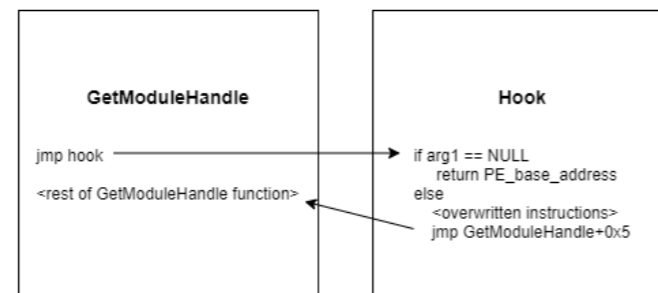 GetModuleHandle
jmp hook
<rest of GetModuleHandle function>
Hook
if arg1 == NULL
return PE_base_address
else
<overwritten instructions>
jmp GetModuleHandle+0x5